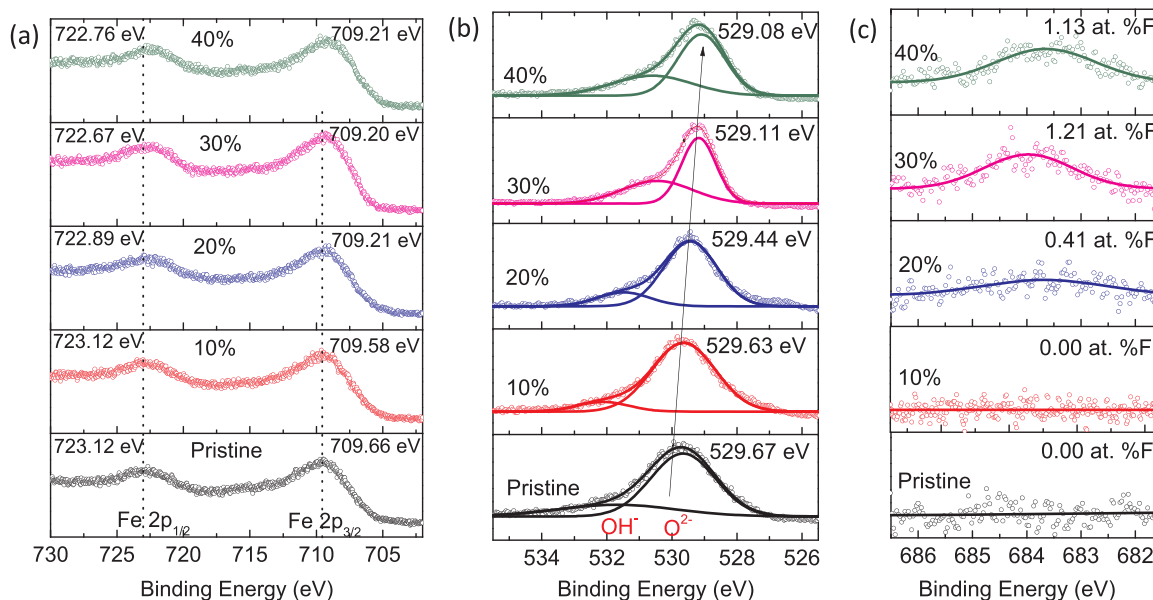 (a)
722.76 eV 40% 709.21 eV
722.67 eV 30% 709.20 eV
722.89 eV 20% 709.21 eV
723.12 eV 10% 709.58 eV
723.12 eV Pristine 709.66 eV
Fe 2p1/2 Fe 2p3/2
730 725 720 715 710 705
Binding Energy (eV)
(b)
529.08 eV
40%
529.11 eV
30%
529.44 eV
20%
529.63 eV
10%
529.67 eV
Pristine
OH- O2-
534 532 530 528 526
Binding Energy (eV)
(c)
1.13 at. %F
40%
1.21 at. %F
30%
0.41 at. %F
20%
0.00 at. %F
10%
0.00 at. %F
Pristine
686 685 684 683 682
Binding Energy (eV)